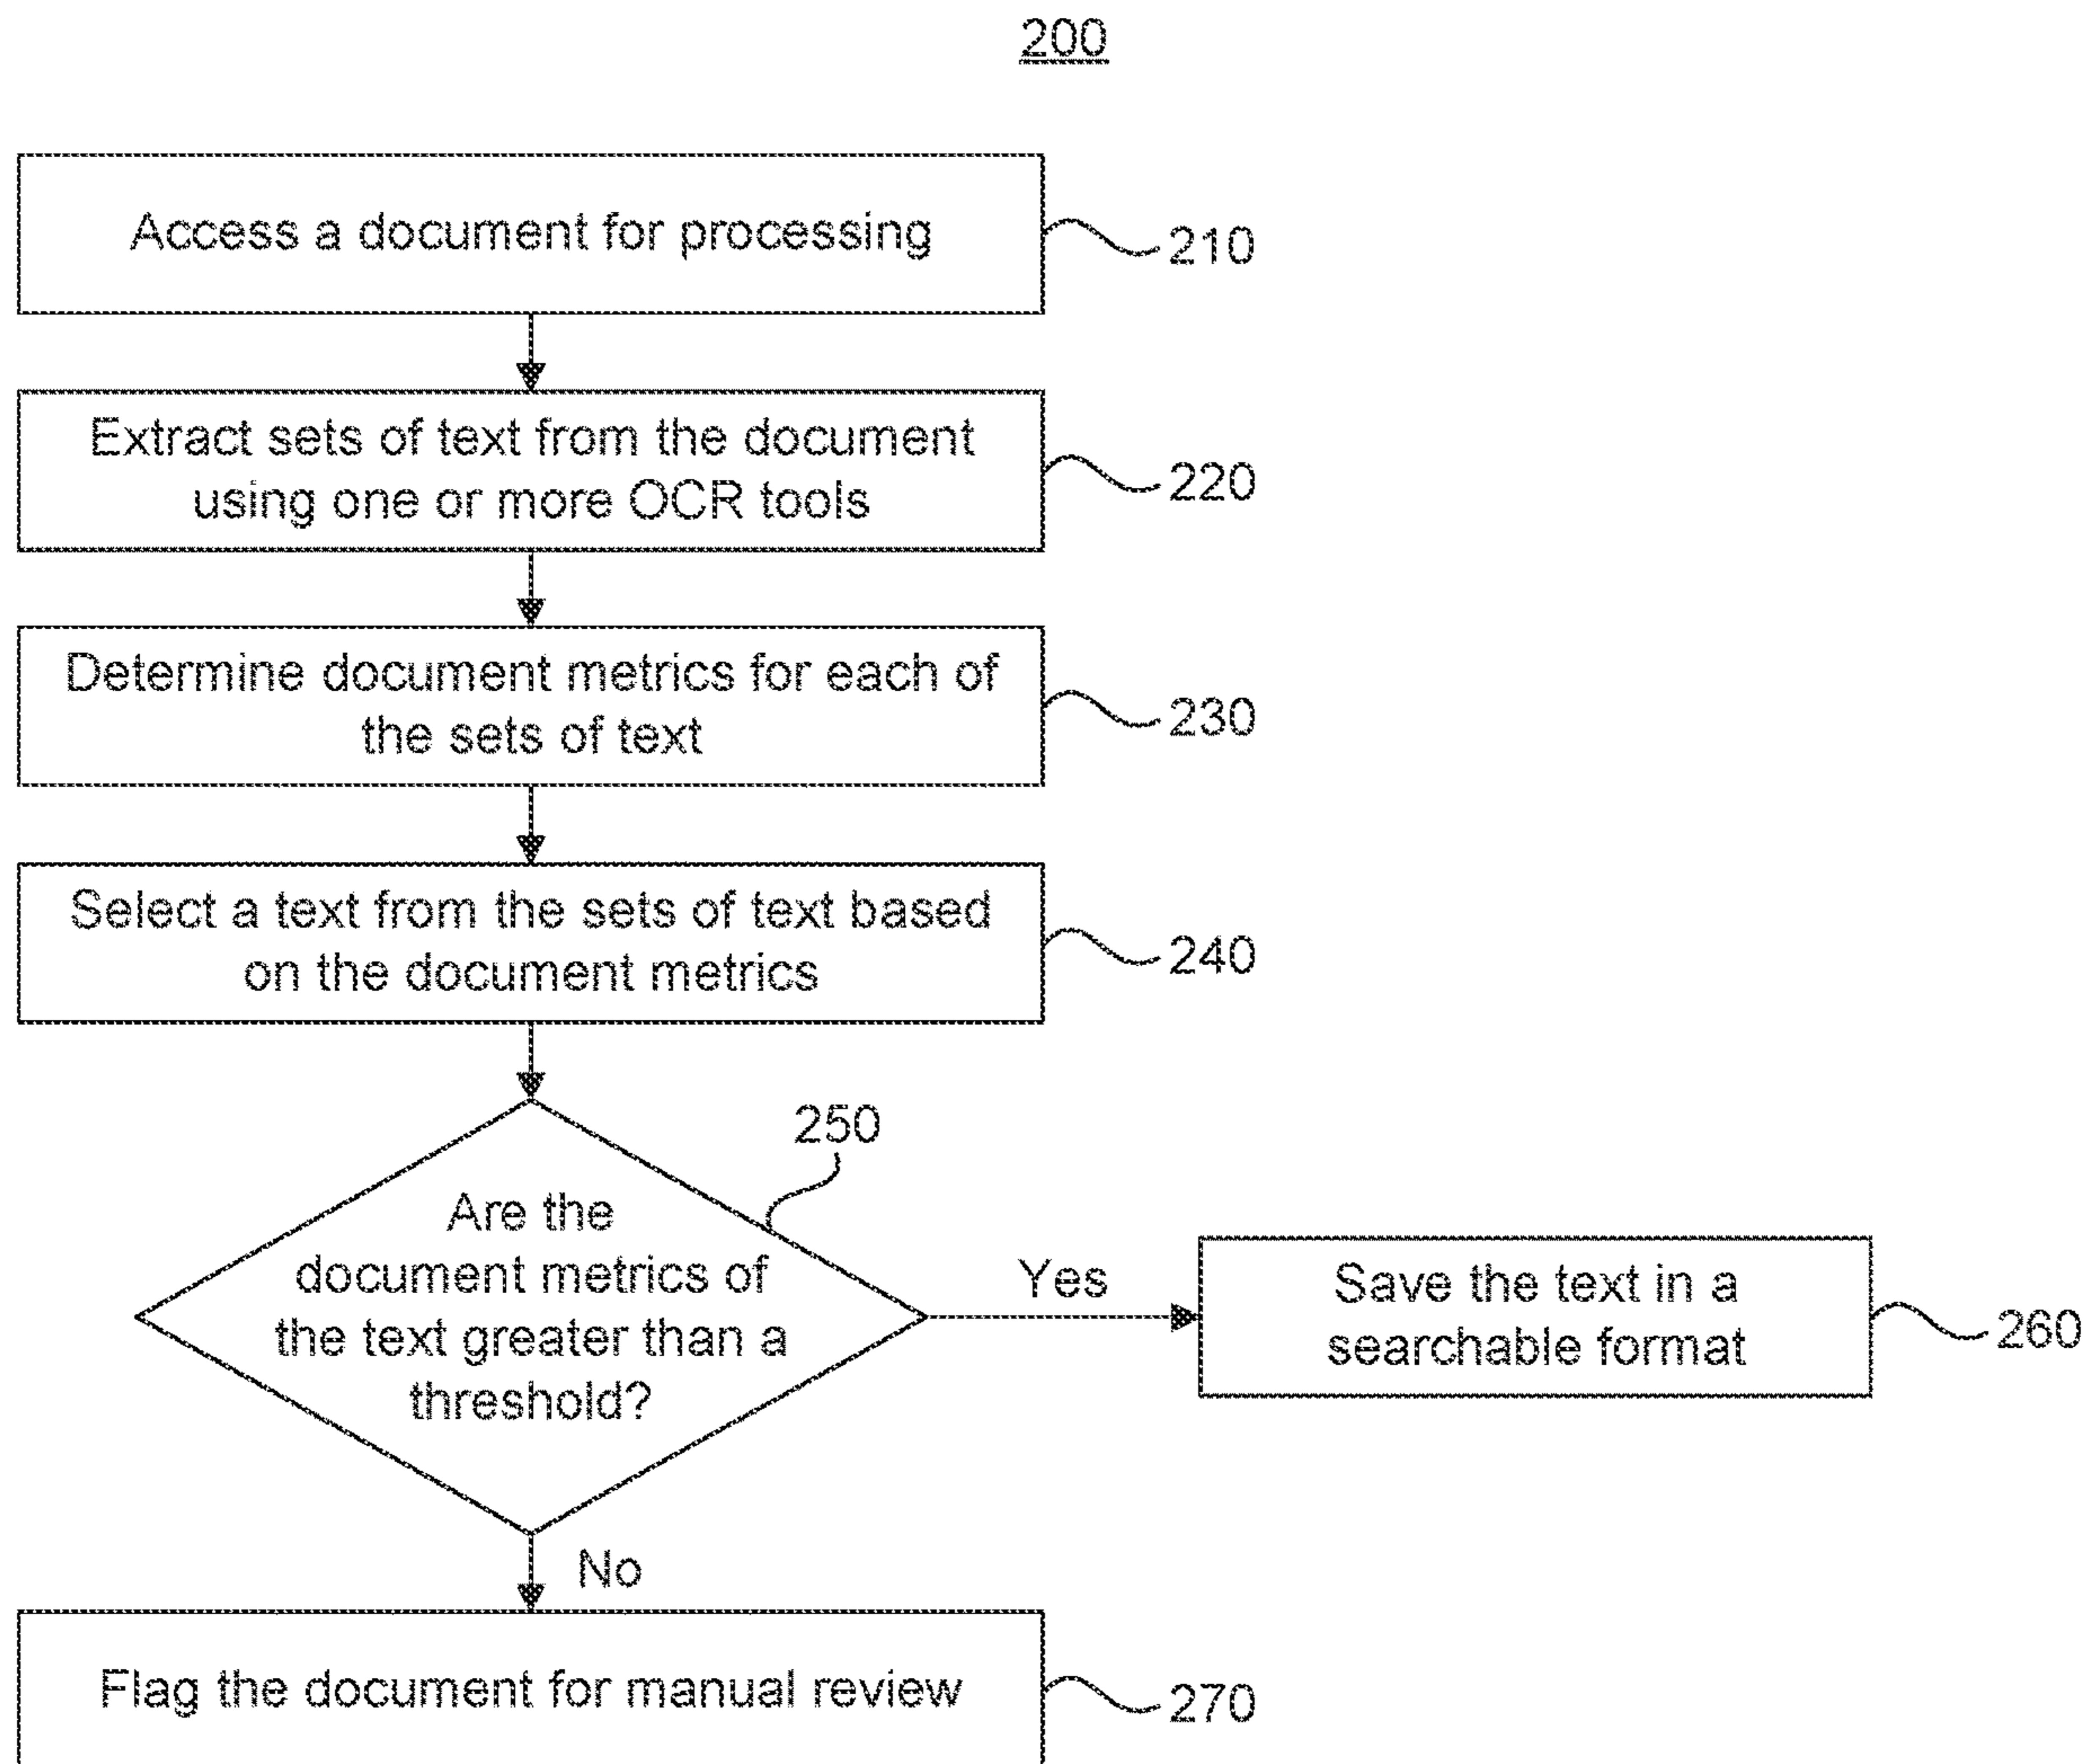 200
Access a document for processing
210
Extract sets of text from the document
using one or more OCR tools
220
Determine document metrics for each of
the sets of text
230
Select a text from the sets of text based
on the document metrics
240
250
Are the
document metrics of
the text greater than a
threshold?
Yes
Save the text in a
searchable format
260
No
Flag the document for manual review
270